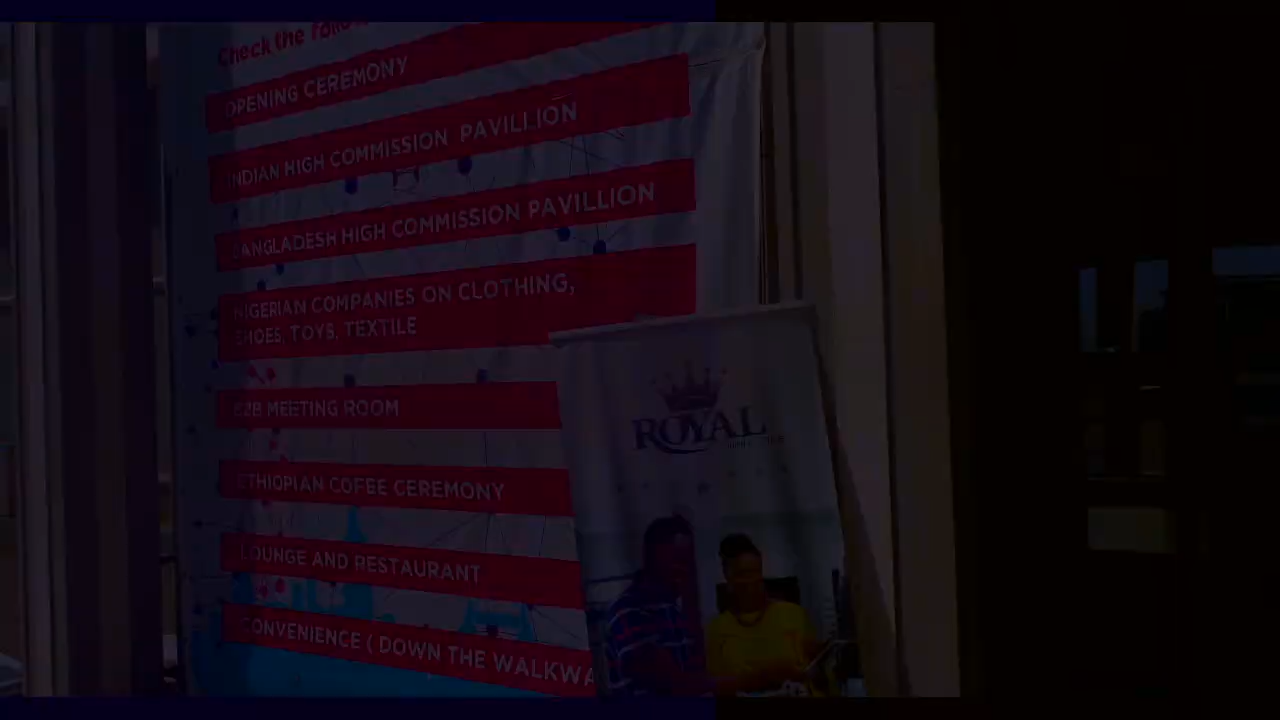 Check the
OPENING CEREMONY
INDIAN HIGH COMMISSION PAVILLION
BANGLADESH HIGH COMMISSION PAVILLION
NIGERIAN COMPANIES ON CLOTHING,
SHOES, TOYS, TEXTILE
B2B MEETING ROOM
ETHIOPIAN COFEE CEREMONY
LOUNGE AND RESTAURANT
CONVENIENCE ( DOWN THE WALKWA
ROYAL